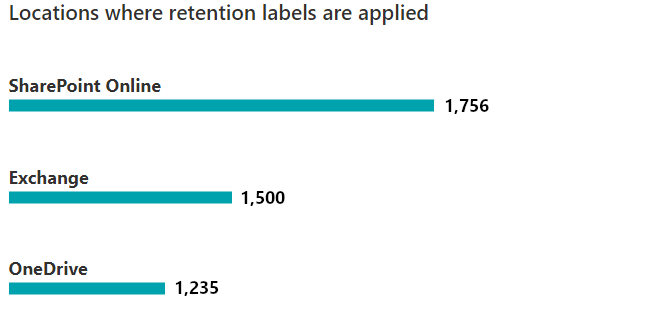 Locations where retention labels are applied
SharePoint Online
1,756
Exchange
1,500
OneDrive
1,235